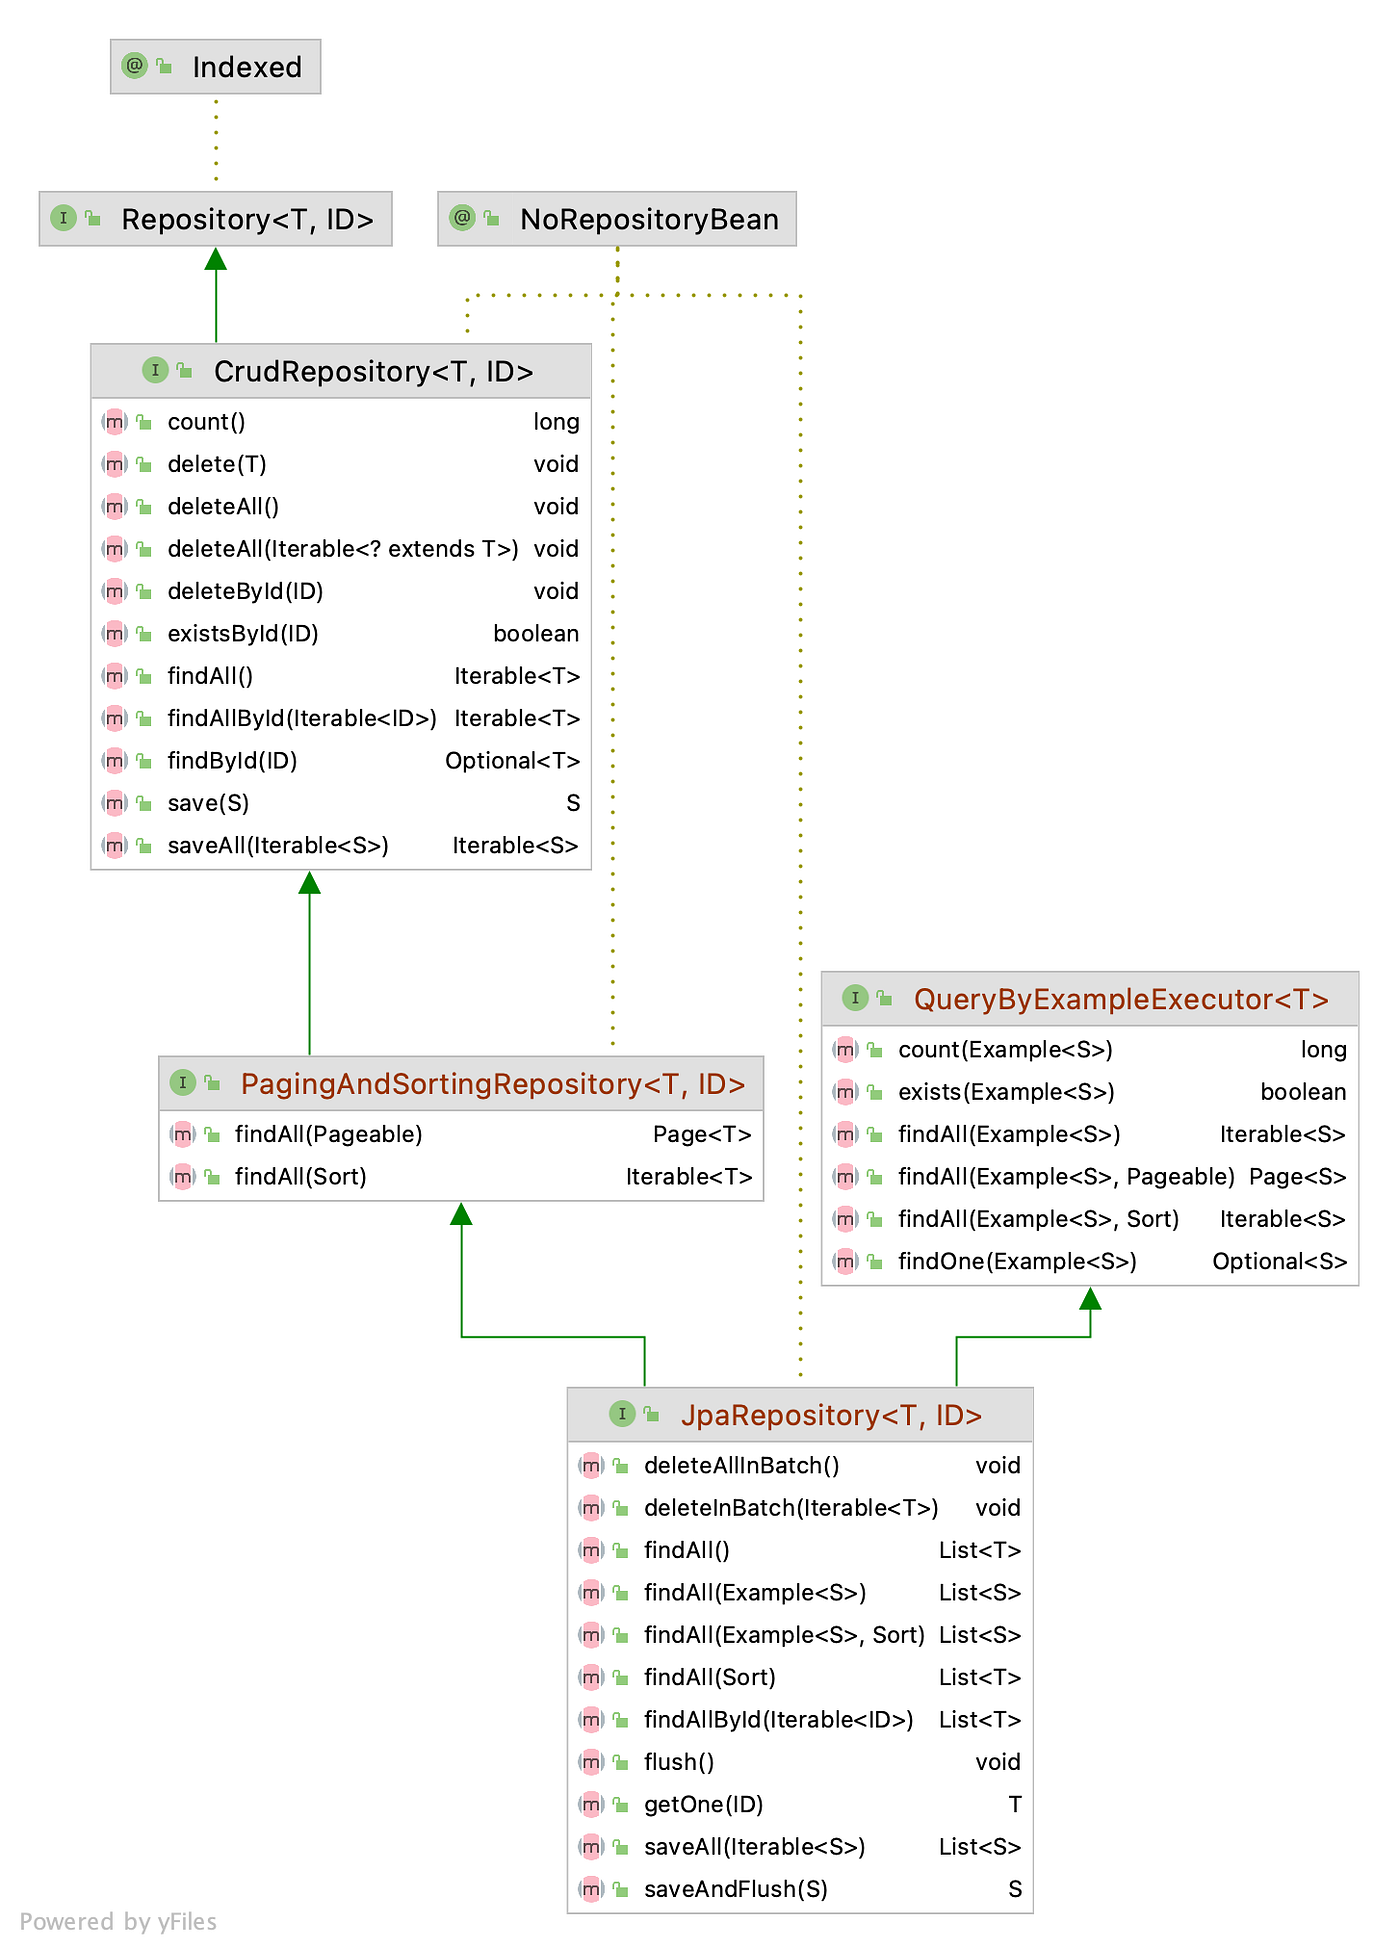 @ Indexed
I Repository<T, ID>
@ NoRepositoryBean
I CrudRepository<T, ID>
m count() long
m delete(T) void
m deleteAll() void
m deleteAll(Iterable<? extends T>) void
m deleteById(ID) void
m existsById(ID) boolean
m findAll() Iterable<T>
m findAllById(Iterable<ID>) Iterable<T>
m findById(ID) Optional<T>
m save(S) S
m saveAll(Iterable<S>) Iterable<S>
I PagingAndSortingRepository<T, ID>
m findAll(Pageable) Page<T>
m findAll(Sort) Iterable<T>
I QueryByExampleExecutor<T>
m count(Example<S>) long
m exists(Example<S>) boolean
m findAll(Example<S>) Iterable<S>
m findAll(Example<S>, Pageable) Page<S>
m findAll(Example<S>, Sort) Iterable<S>
m findOne(Example<S>) Optional<S>
I JpaRepository<T, ID>
m deleteAllInBatch() void
m deleteInBatch(Iterable<T>) void
m findAll() List<T>
m findAll(Example<S>) List<S>
m findAll(Example<S>, Sort) List<S>
m findAll(Sort) List<T>
m findAllById(Iterable<ID>) List<T>
m flush() void
m getOne(ID) T
m saveAll(Iterable<S>) List<S>
m saveAndFlush(S) S
Powered by yFiles